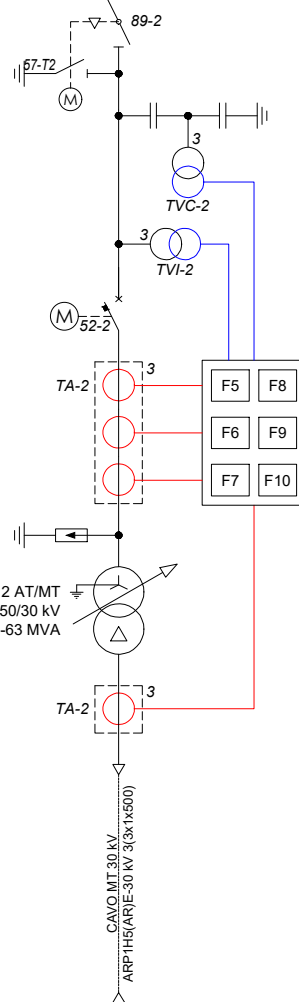 89-2
57-T2
M
3
TVC-2
3
TVI-2
M
52-2
TA-2
3
F5 F8
F6 F9
F7 F10
2 AT/MT
50/30 kV
-63 MVA
TA-2
3
CAVO MT 30 kV
ARP1H5(AR)E-30 kV 3(3x1x500)